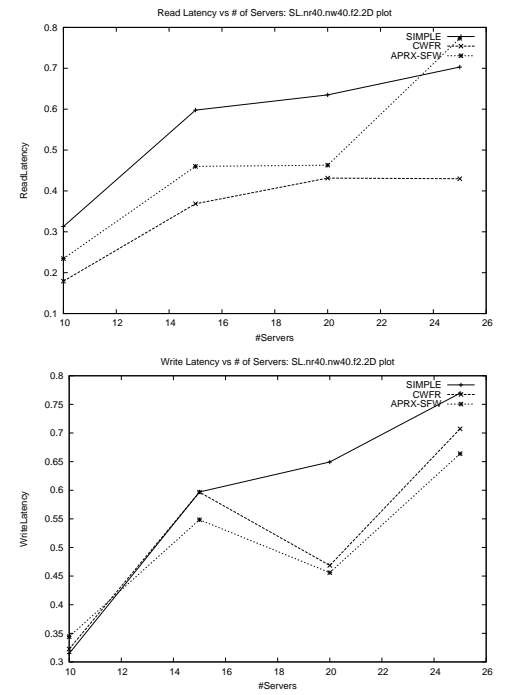 Read Latency vs # of Servers: SL.nr40.nw40.f2.2D plot
0.8
SIMPLE
CWFR
APRX-SFW
0.7
0.6
0.5
ReadLatency
0.4
0.3
0.2
0.1
10 12 14 16 18 20 22 24 26
#Servers
Write Latency vs # of Servers: SL.nr40.nw40.f2.2D plot
0.8
SIMPLE
CWFR
APRX-SFW
0.75
0.7
0.65
0.6
0.55
WriteLatency
0.5
0.45
0.4
0.35
0.3
10 12 14 16 18 20 22 24 26
#Servers